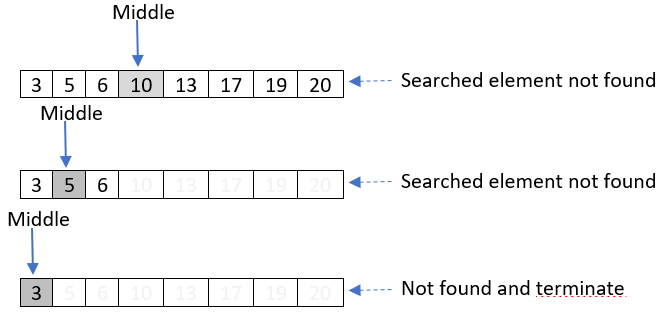 Middle
3 5 6 10 13 17 19 20 Searched element not found
Middle
3 5 6 10 13 17 19 20 Searched element not found
Middle
3 5 6 10 13 17 19 20 Not found and terminate